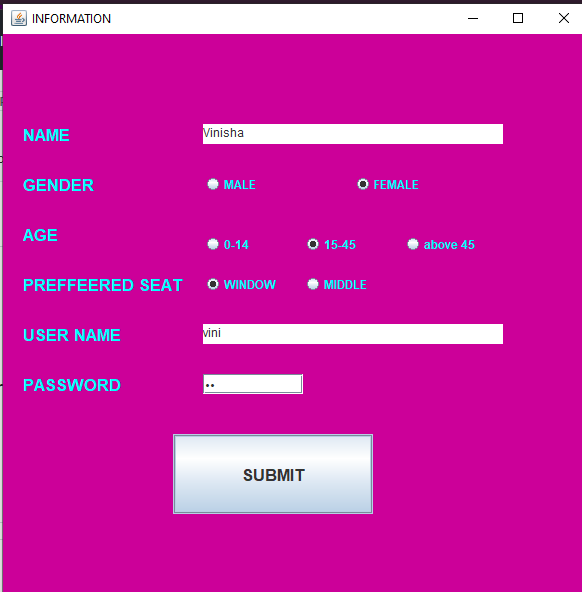 INFORMATION
NAME Vinisha
GENDER MALE FEMALE
AGE 0-14 15-45 above 45
PREFFEERED SEAT WINDOW MIDDLE
USER NAME vini
PASSWORD ••
SUBMIT